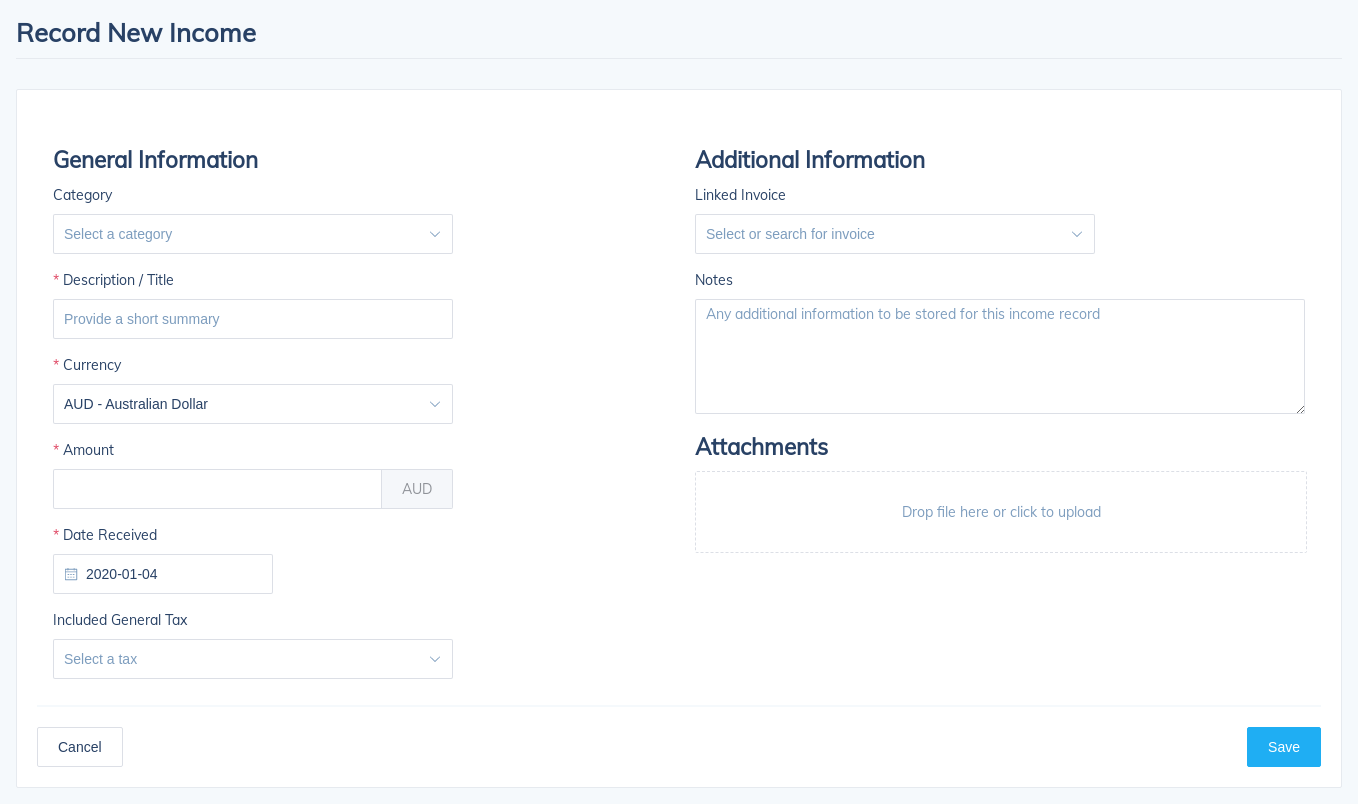 Record New Income
General Information
Category
Select a category
* Description / Title
Provide a short summary
* Currency
AUD - Australian Dollar
* Amount
AUD
* Date Received
2020-01-04
Included General Tax
Select a tax
Additional Information
Linked Invoice
Select or search for invoice
Notes
Any additional information to be stored for this income record
Attachments
Drop file here or click to upload
Cancel
Save